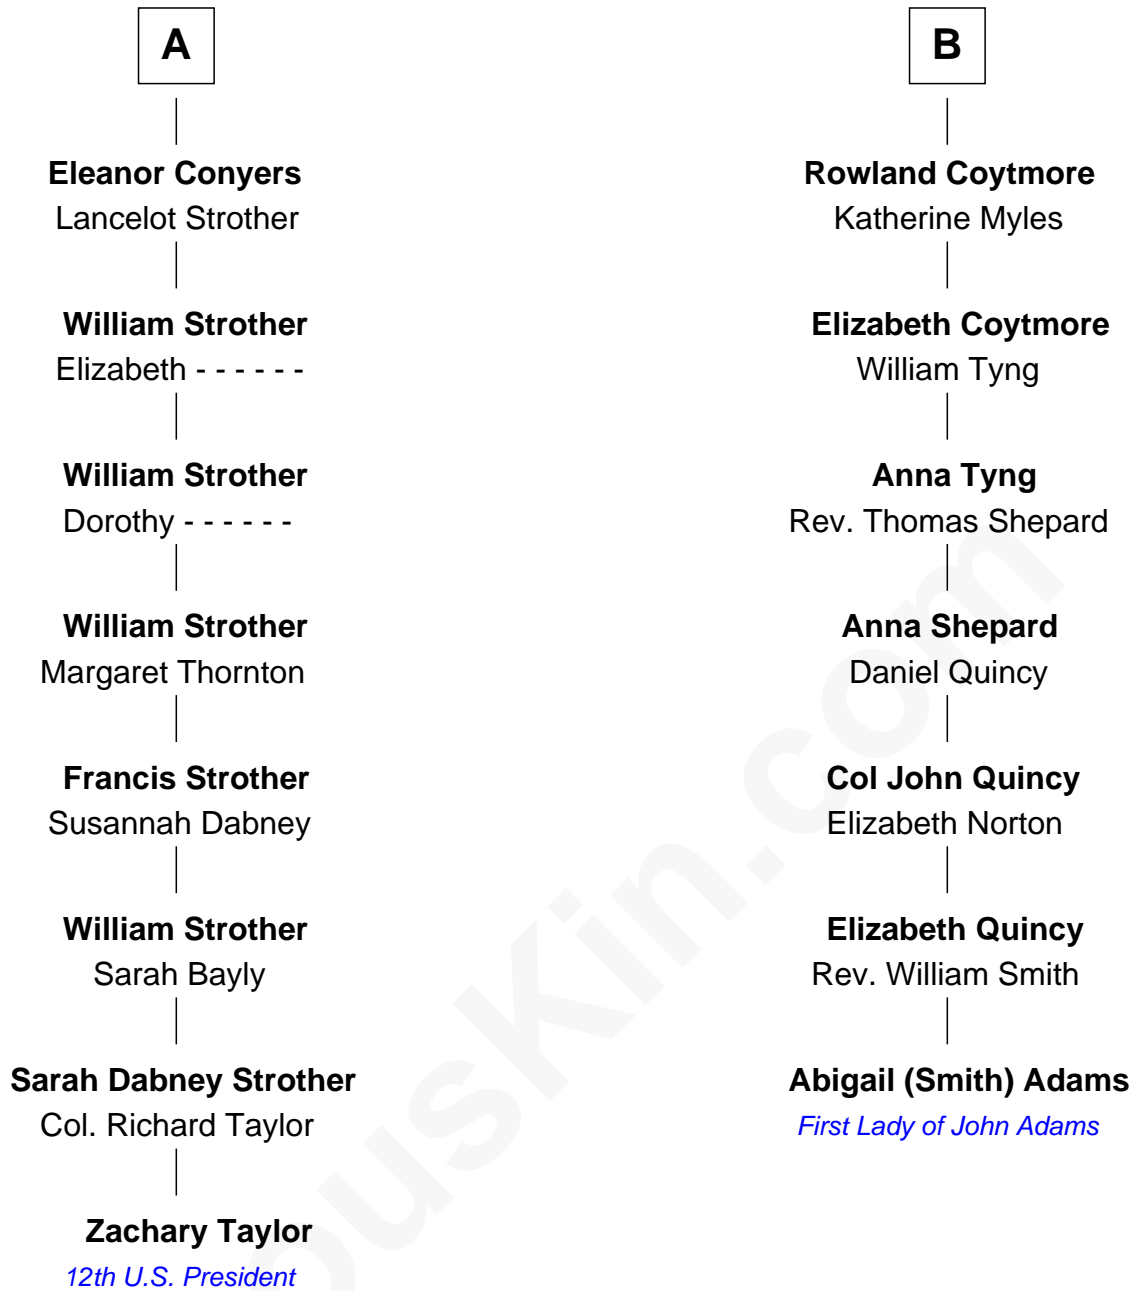 A
Eleanor Conyers
Lancelot Strother
William Strother
Elizabeth - - - - - -
William Strother
Dorothy - - - - - -
William Strother
Margaret Thornton
Francis Strother
Susannah Dabney
William Strother
Sarah Bayly
Sarah Dabney Strother
Col. Richard Taylor
Zachary Taylor
12th U.S. President
B
Rowland Coytmore
Katherine Myles
Elizabeth Coytmore
William Tyng
Anna Tyng
Rev. Thomas Shepard
Anna Shepard
Daniel Quincy
Col John Quincy
Elizabeth Norton
Elizabeth Quincy
Rev. William Smith
Abigail (Smith) Adams
First Lady of John Adams
ousKin.com